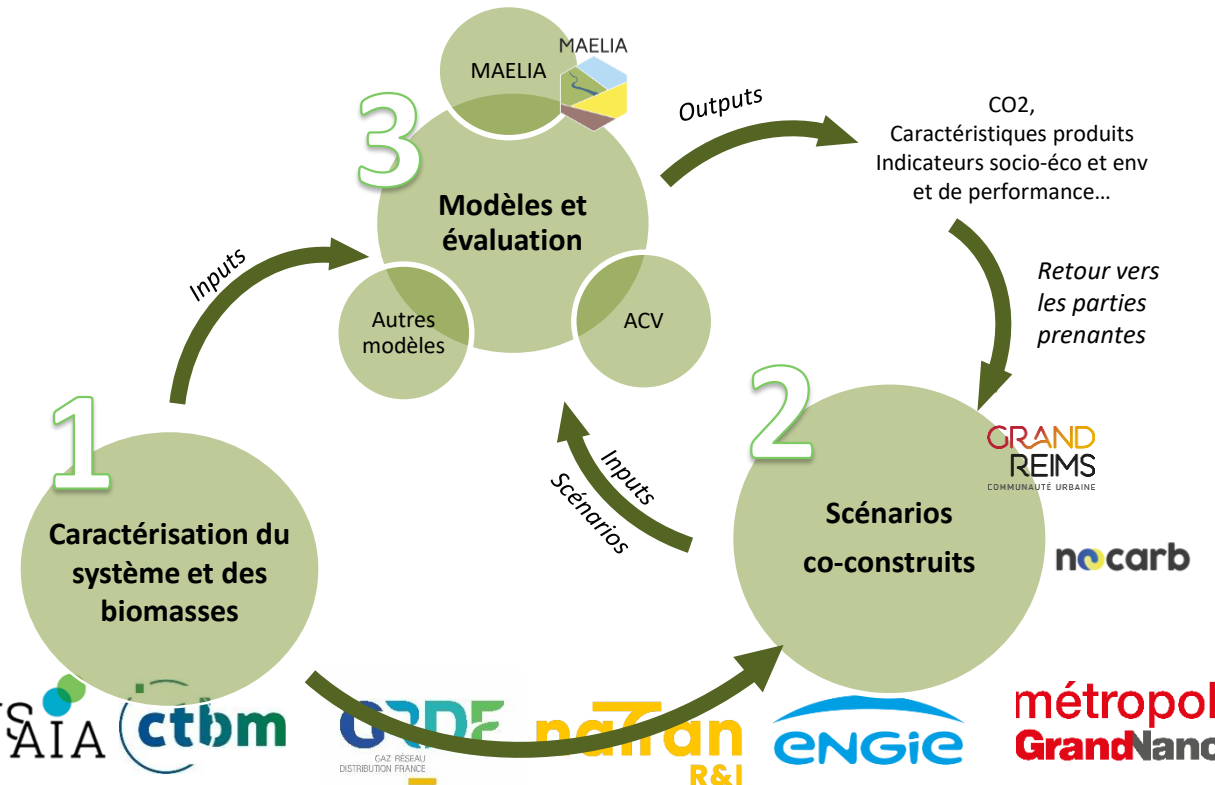 MAELIA
MAELIA
3
Modèles et
évaluation
Autres
modèles
ACV
Outputs
CO2,
Caractéristiques produits
Indicateurs socio-éco et env
et de performance...
Retour vers
les parties
prenantes
Inputs
1
Caractérisation du
système et des
biomasses
Inputs
Scénarios
2
Scénarios
co-construits
GRAND
REIMS
COMMUNAUTÉ URBAINE
nocarb
AIA
ctbm
GRDF
GAZ RÉSEAU
DISTRIBUTION FRANCE
naTran
R&I
ENGIE
métropol
GrandNanc